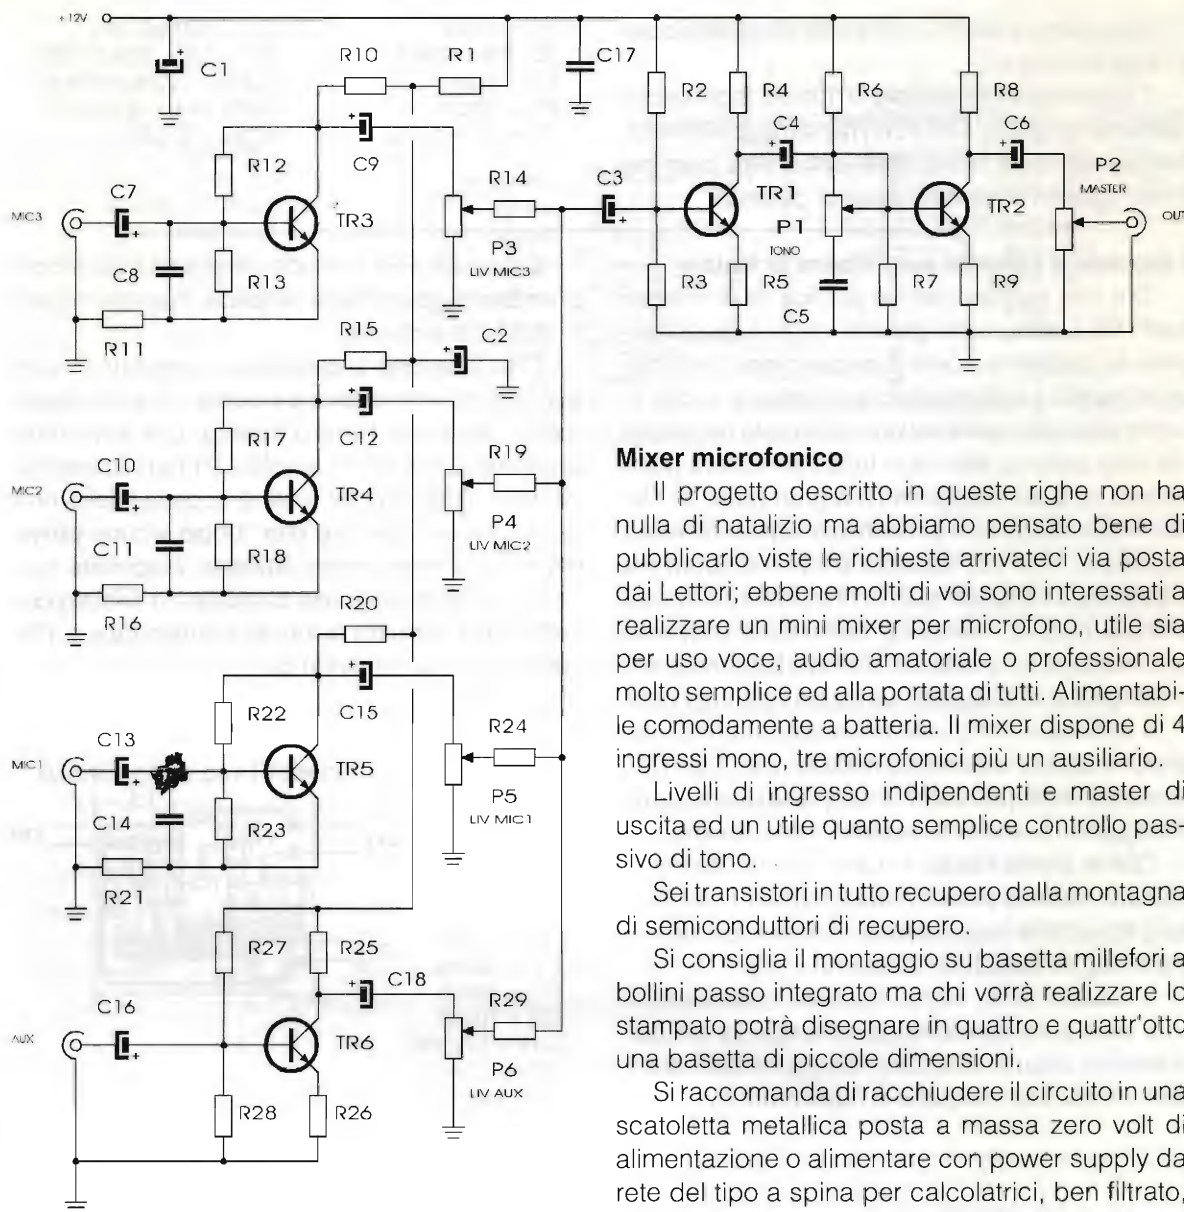 +12V
C1
R10
R1
C17
R2
R4
R6
R8
C4
C6
P2
MASTER
OUT
R12
C9
C7
MIC3
TR3
R14
C3
TR1
P1
TONO
TR2
P3
LIV MIC3
C8
R13
R11
R3
R5
C5
R7
R9
R15
C2
R17
C12
C10
MIC2
TR4
R19
P4
LIV MIC2
C11
R18
R16
R20
R22
C15
C13
MIC1
TR5
R24
P5
LIV MIC1
C14
R23
R21
R27
R25
C18
C16
AUX
TR6
R29
P6
LIV AUX
R28
R26
Mixer microfonico
Il progetto descritto in queste righe non ha
nulla di natalizio ma abbiamo pensato bene di
pubblicarlo viste le richieste arrivateci via posta
dai Lettori; ebbene molti di voi sono interessati a
realizzare un mini mixer per microfono, utile sia
per uso voce, audio amatoriale o professionale
molto semplice ed alla portata di tutti. Alimentabi-
le comodamente a batteria. Il mixer dispone di 4
ingressi mono, tre microfonici più un ausiliario.
Livelli di ingresso indipendenti e master di
uscita ed un utile quanto semplice controllo pas-
sivo di tono.
Sei transistori in tutto recupero dalla montagna
di semiconduttori di recupero.
Si consiglia il montaggio su basetta millefori a
bollini passo integrato ma chi vorrà realizzare lo
stampato potrà disegnare in quattro e quattr'otto
una basetta di piccole dimensioni.
Si raccomanda di racchiudere il circuito in una
scatoletta metallica posta a massa zero volt di
alimentazione o alimentare con power supply da
rete del tipo a spina per calcolatrici, ben filtrato,